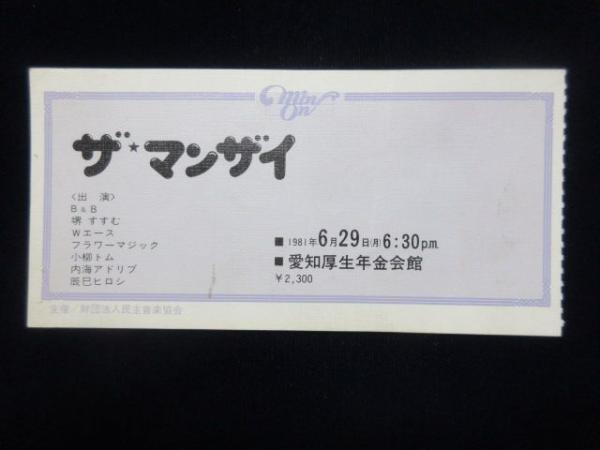 Min On
ザ★マンザイ
〈出 演〉
B&B
堺 すすむ
Wエース
フラワーマジック
小柳トム
内海アドリブ
辰巳ヒロシ
■ 1981年6月29日(月)6:30p.m.
■ 愛知厚生年金会館
¥2,300
主催/財団法人民主音楽協会